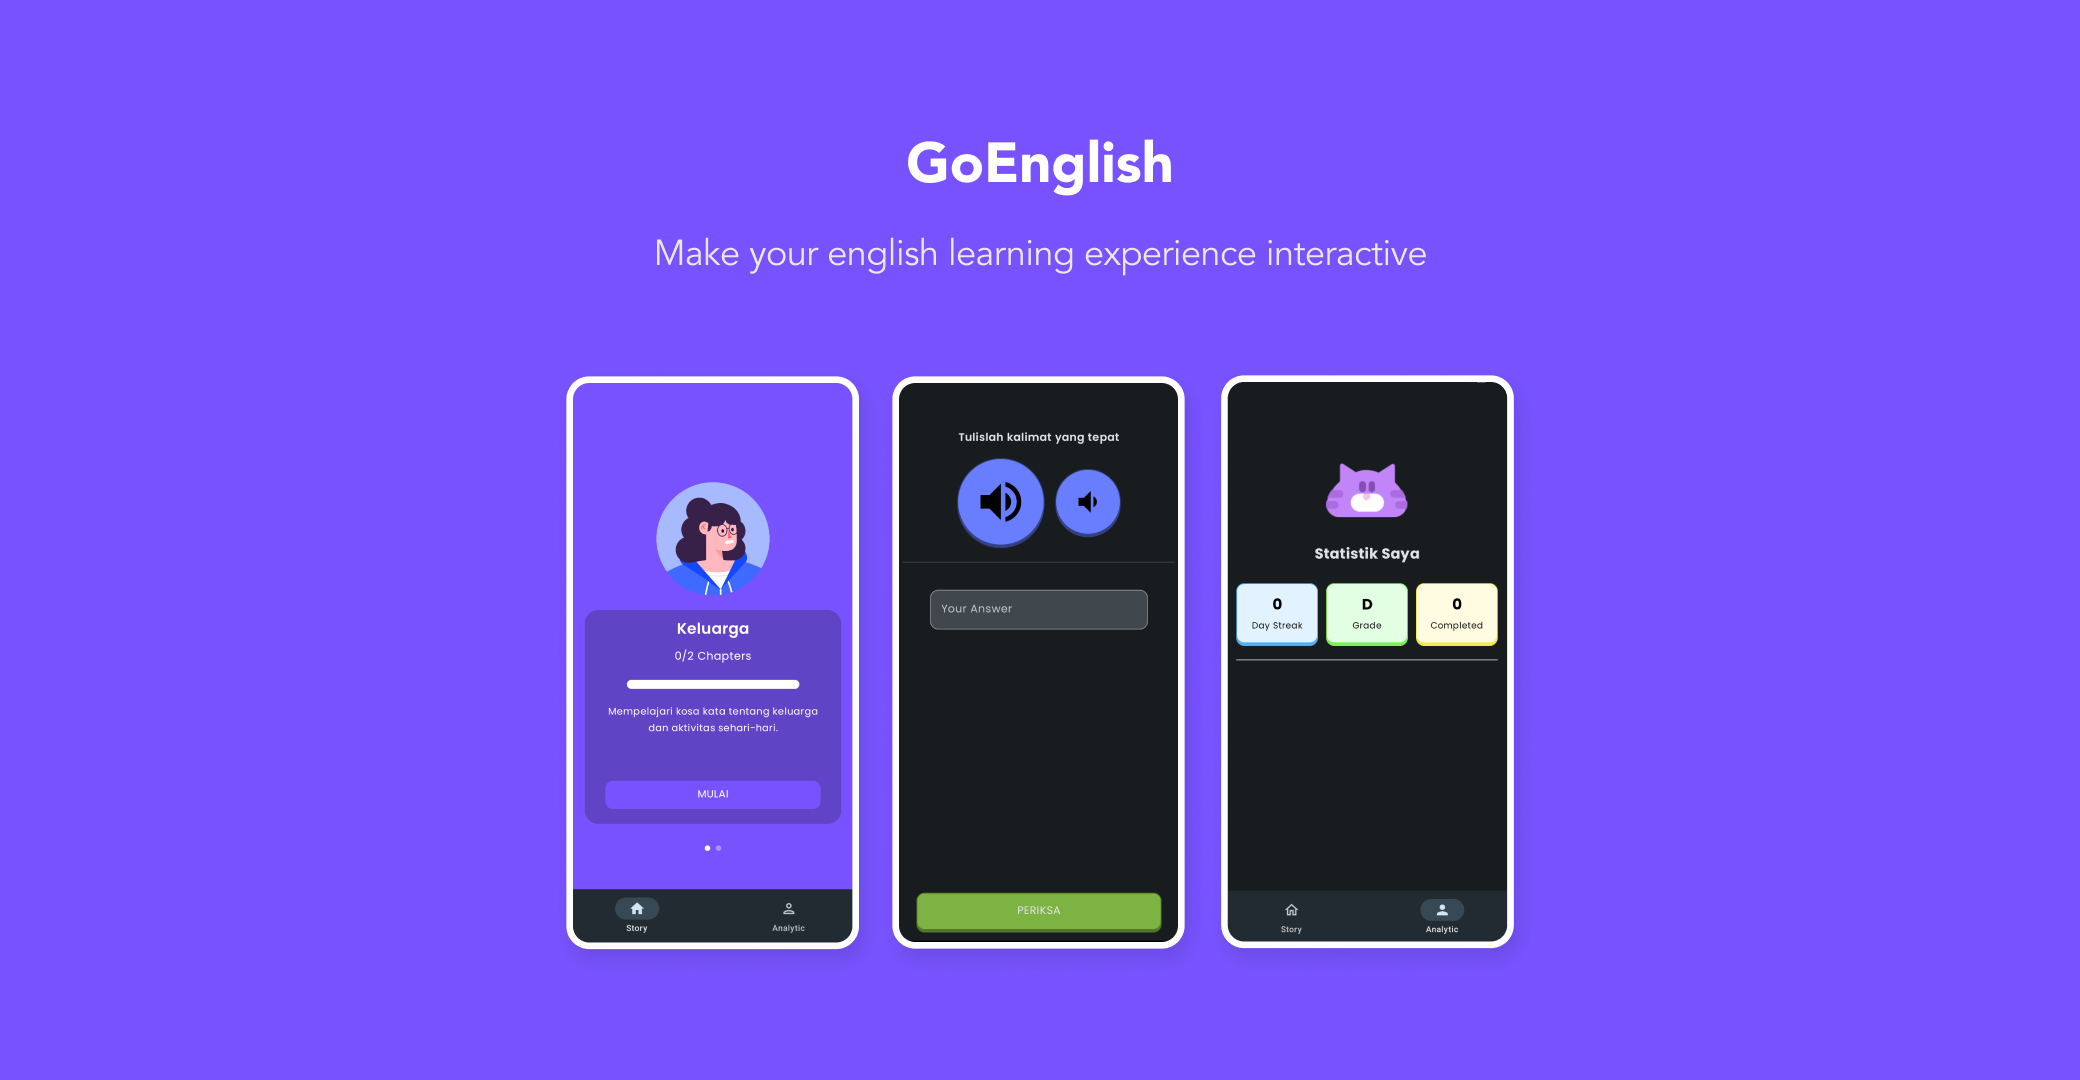 GoEnglish
Make your english learning experience interactive
Keluarga
0/2 Chapters
Mempelajari kosa kata tentang keluarga
dan aktivitas sehari-hari.
MULAI
Story
Analytic
Tulislah kalimat yang tepat
Your Answer
PERIKSA
Statistik Saya
0
Day Streak
D
Grade
0
Completed
Story
Analytic